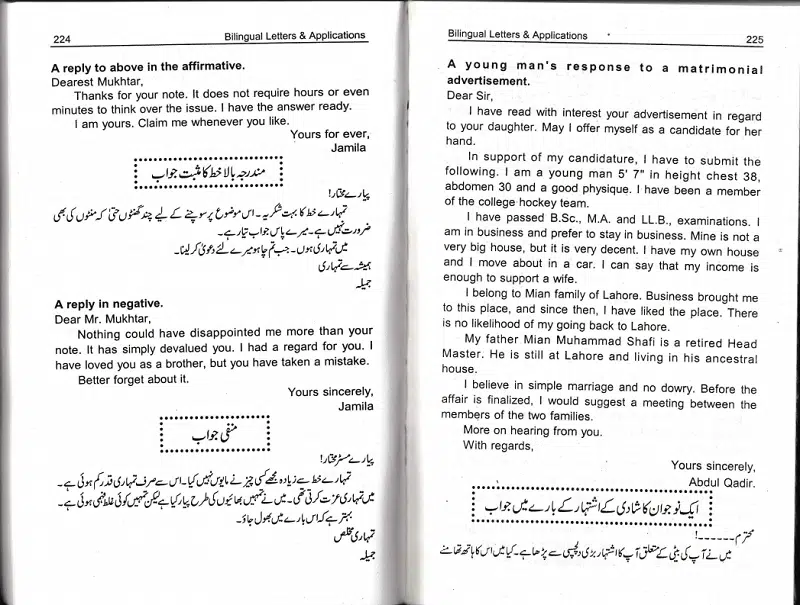 224
Bilingual Letters & Applications
A reply to above in the affirmative.
Dearest Mukhtar,
Thanks for your note. It does not require hours or even
minutes to think over the issue. I have the answer ready.
I am yours. Claim me whenever you like.
Yours for ever,
Jamila
مندرجہ بالا خط کا مثبت جواب
پیارے مختار!
تمہارے خط کا بہت شکریہ۔ اس موضوع پر سوچنے کے لیے چند گھنٹوں حتیٰ کہ منٹوں کی بھی
ضرورت نہیں ہے۔ میرے پاس جواب تیار ہے۔
میں تمہاری ہوں۔ جب تم چاہو میرے لئے دعویٰ کر لینا۔
ہمیشہ سے تمہاری
جمیلہ
A reply in negative.
Dear Mr. Mukhtar,
Nothing could have disappointed me more than your
note. It has simply devalued you. I had a regard for you. I
have loved you as a brother, but you have taken a mistake.
Better forget about it.
Yours sincerely,
Jamila
منفی جواب
پیارے مسٹر مختار!
تمہارے خط سے زیادہ مجھے کسی چیز نے مایوس نہیں کیا۔ اس سے صرف تمہاری قدر کم ہوئی ہے۔
میں تمہاری عزت کرتی تھی۔ میں نے تمہیں بھائیوں کی طرح پیار کیا ہے لیکن تمہیں کوئی غلط فہمی ہوئی ہے۔
بہتر ہے کہ اس بارے میں بھول جاؤ۔
تمہاری مخلص
جمیلہ
Bilingual Letters & Applications
225
A young man's response to a matrimonial
advertisement.
Dear Sir,
I have read with interest your advertisement in regard
to your daughter. May I offer myself as a candidate for her
hand.
In support of my candidature, I have to submit the
following. I am a young man 5' 7" in height chest 38,
abdomen 30 and a good physique. I have been a member
of the college hockey team.
I have passed B.Sc., M.A. and LL.B., examinations. I
am in business and prefer to stay in business. Mine is not a
very big house, but it is very decent. I have my own house
and I move about in a car. I can say that my income is
enough to support a wife.
I belong to Mian family of Lahore. Business brought me
to this place, and since then, I have liked the place. There
is no likelihood of my going back to Lahore.
My father Mian Muhammad Shafi is a retired Head
Master. He is still at Lahore and living in his ancestral
house.
I believe in simple marriage and no dowry. Before the
affair is finalized, I would suggest a meeting between the
members of the two families.
More on hearing from you.
With regards,
Yours sincerely,
Abdul Qadir.
ایک نوجوان کا شادی کے اشتہار کے بارے میں جواب
محترم ------!
میں نے آپ کی بیٹی کے متعلق آپ کا اشتہار بڑی دلچسپی سے پڑھا ہے۔ کیا میں اس کا ہاتھ تھامنے